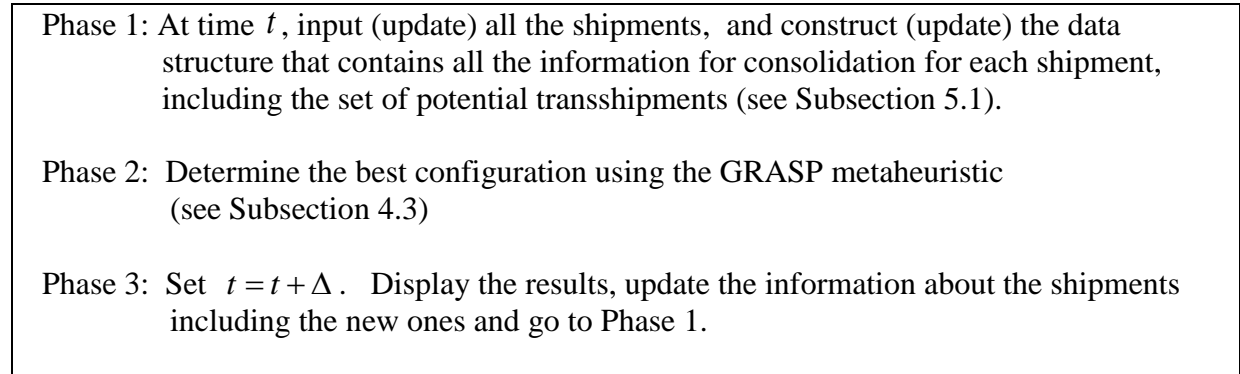 Phase 1: At time t, input (update) all the shipments, and construct (update) the data
structure that contains all the information for consolidation for each shipment,
including the set of potential transshipments (see Subsection 5.1).
Phase 2: Determine the best configuration using the GRASP metaheuristic
(see Subsection 4.3)
Phase 3: Set t = t + Δ. Display the results, update the information about the shipments
including the new ones and go to Phase 1.